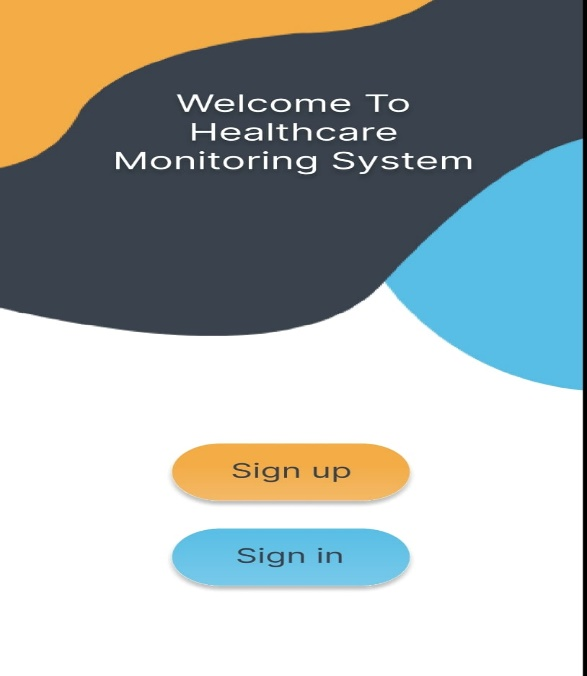 Welcome To
Healthcare
Monitoring System
Sign up
Sign in